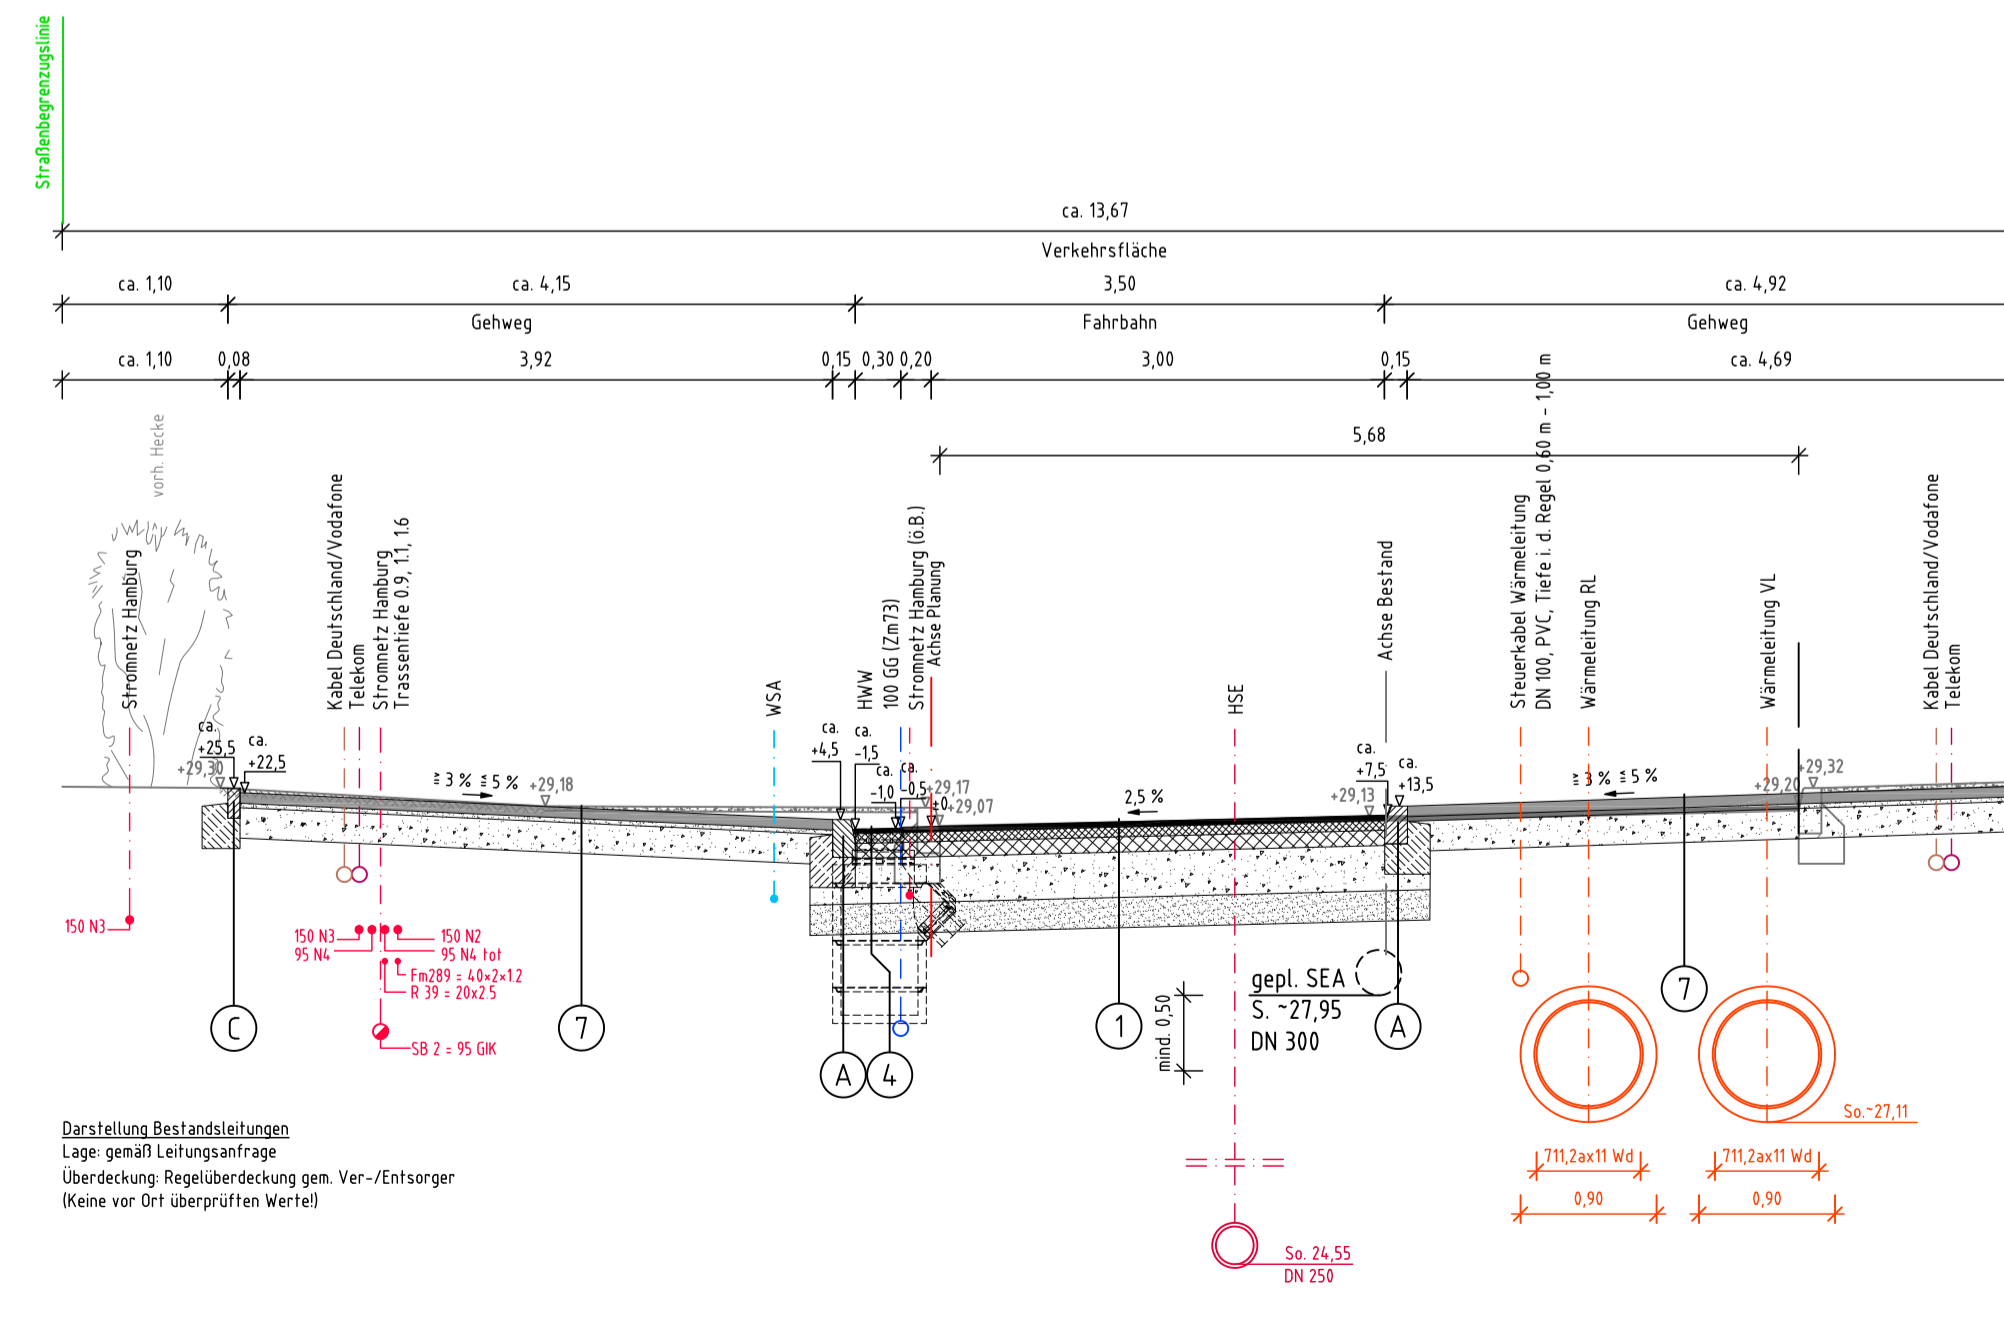 Straßenbegrenzugslinie
ca. 13,67
Verkehrsfläche
ca. 1,10
ca. 4,15
3,50
ca. 4,92
Gehweg
Fahrbahn
Gehweg
ca. 1,10
0,08
3,92
0,15
0,30
0,20
3,00
0,15
ca. 4,69
5,68
vorh. Hecke
Stromnetz Hamburg
Kabel Deutschland/Vodafone
Telekom
Stromnetz Hamburg
Trassentiefe 0.9, 1.1, 1.6
WSA
HWW
100 GG (Zm73)
Stromnetz Hamburg (ö.B.)
Achse Planung
HSE
Achse Bestand
Steuerkabel Wärmeleitung
DN 100, PVC, Tiefe i. d. Regel 0,60 m - 1,00 m
Wärmeleitung RL
Wärmeleitung VL
Kabel Deutschland/Vodafone
Telekom
ca.
+25,5
ca.
+22,5
+29,30
≧ 3 % ≦ 5 %
+29,18
ca.
+4,5
ca.
-1,5
ca.
-1,0
ca.
-0,5
+29,17
±0
+29,07
2,5 %
ca.
+7,5
ca.
+13,5
+29,13
≧ 3 % ≦ 5 %
+29,20
+29,32
150 N3
150 N3
95 N4
150 N2
95 N4 tot
Fm289 = 40×2×1.2
R 39 = 20x2.5
SB 2 = 95 GIK
C
7
A
4
1
A
7
gepl. SEA
S. ~27,95
DN 300
mind. 0,50
So.~27,11
711,2ax11 Wd
711,2ax11 Wd
0,90
0,90
So. 24,55
DN 250
Darstellung Bestandsleitungen
Lage: gemäß Leitungsanfrage
Überdeckung: Regelüberdeckung gem. Ver-/Entsorger
(Keine vor Ort überprüften Werte!)